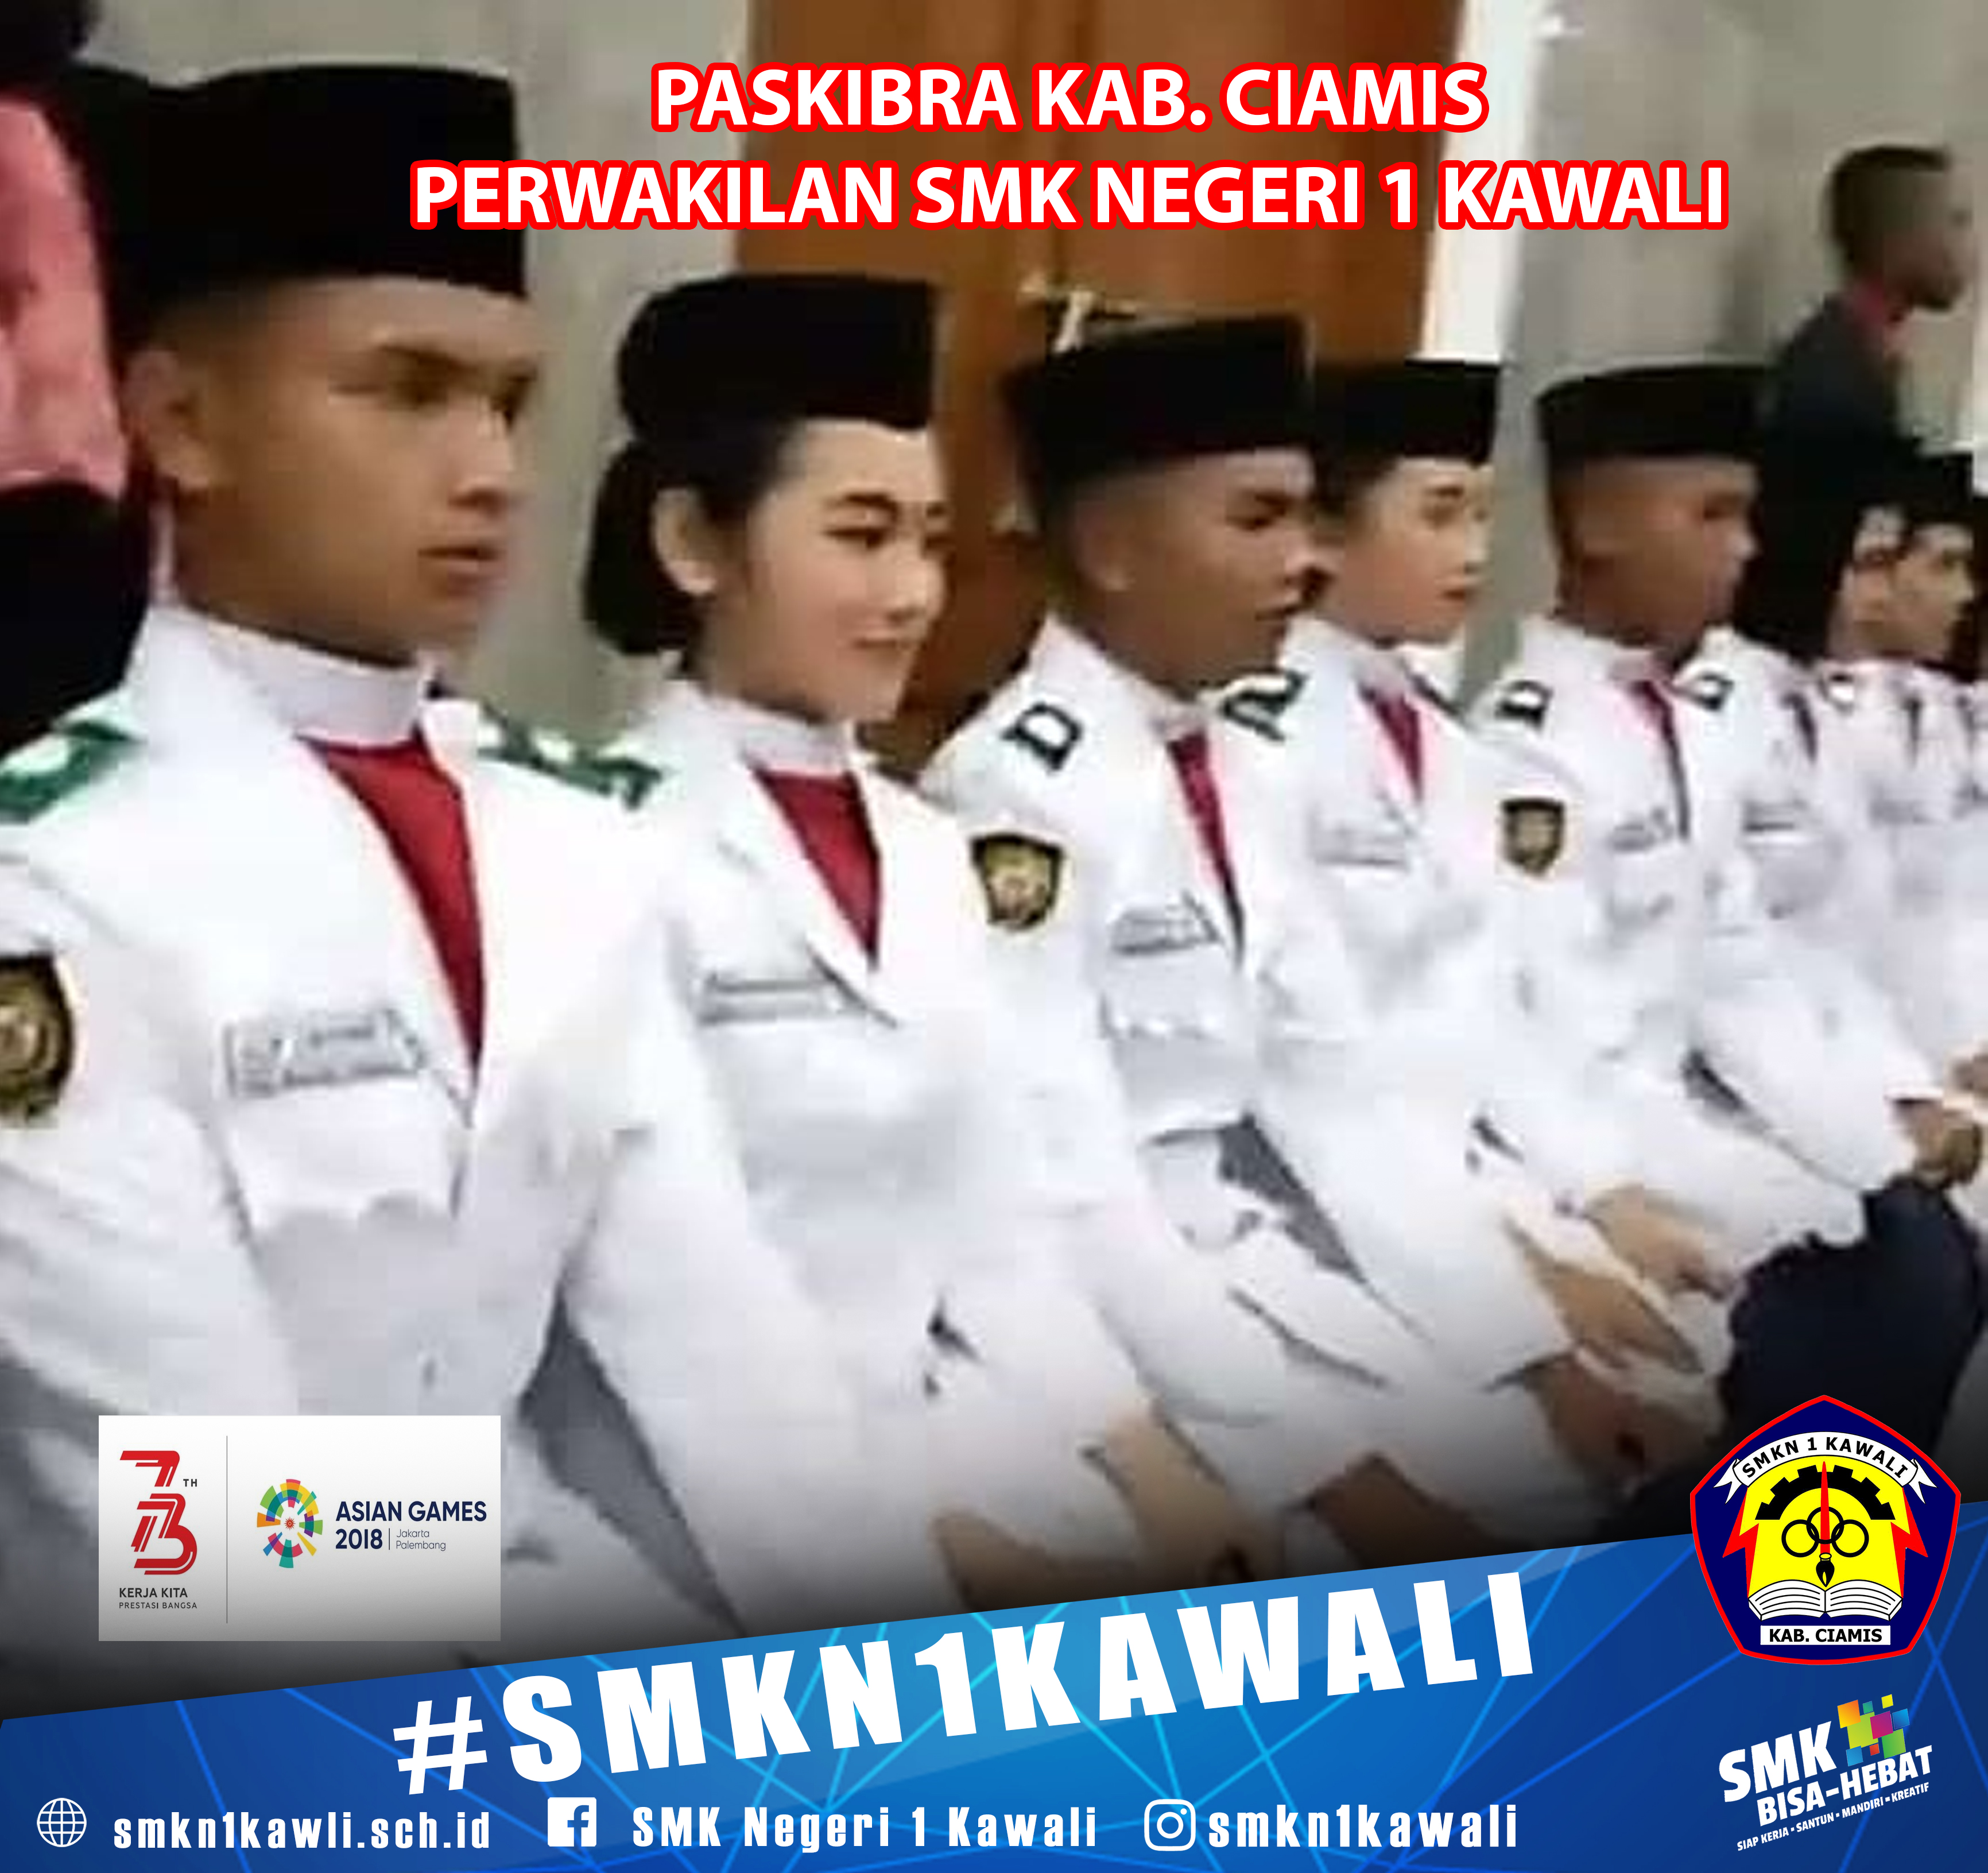 PASKIBRA KAB. CIAMIS
PERWAKILAN SMK NEGERI 1 KAWALI
73 TH
KERJA KITA
PRESTASI BANGSA
ASIAN GAMES
2018 | Jakarta
Palembang
SMKN 1 KAWALI
KAB. CIAMIS
#SMKN1KAWALI
SMK
BISA-HEBAT
SIAP KERJA • SANTUN • MANDIRI • KREATIF
smkn1kawli.sch.id
SMK Negeri 1 Kawali
smkn1kawali